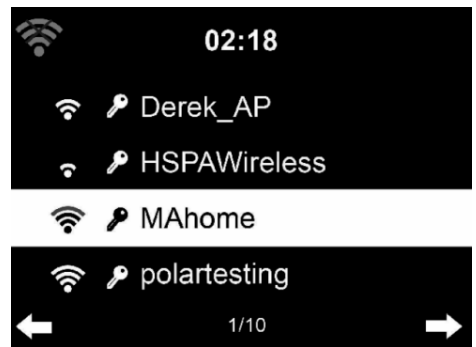 02:18
Derek_AP
HSPAWireless
MAhome
polartesting
1/10